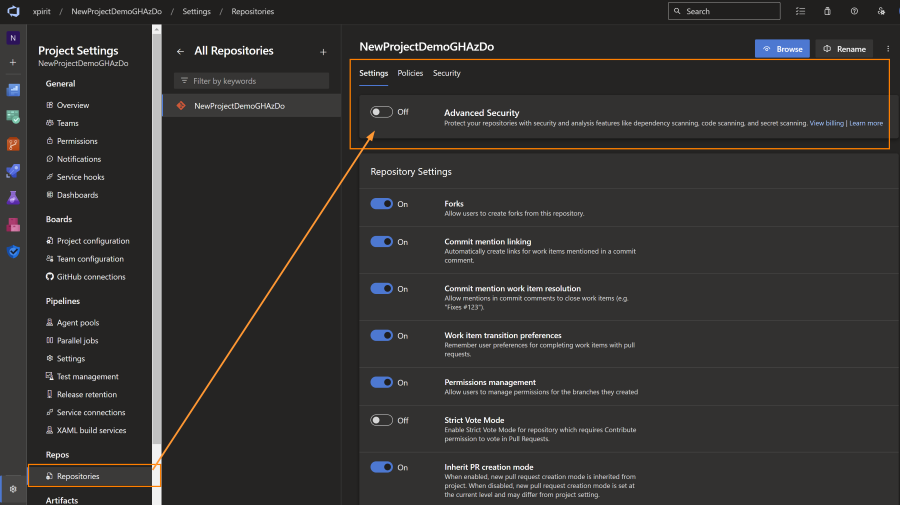 xpirit / NewProjectDemoGHAzDo / Settings / Repositories
Search
N
Project Settings
NewProjectDemoGHAzDo
General
Overview
Teams
Permissions
Notifications
Service hooks
Dashboards
Boards
Project configuration
Team configuration
GitHub connections
Pipelines
Agent pools
Parallel jobs
Settings
Test management
Release retention
Service connections
XAML build services
Repos
Repositories
Artifacts
All Repositories
Filter by keywords
NewProjectDemoGHAzDo
NewProjectDemoGHAzDo
Browse
Rename
Settings Policies Security
Off
Advanced Security
Protect your repositories with security and analysis features like dependency scanning, code scanning, and secret scanning. View billing | Learn more
Repository Settings
On
Forks
Allow users to create forks from this repository.
On
Commit mention linking
Automatically create links for work items mentioned in a commit
comment.
On
Commit mention work item resolution
Allow mentions in commit comments to close work items (e.g.
"Fixes #123").
On
Work item transition preferences
Remember user preferences for completing work items with pull
requests.
On
Permissions management
Allow users to manage permissions for the branches they created
Off
Strict Vote Mode
Enable Strict Vote Mode for repository which requires Contribute
permission to vote in Pull Requests.
On
Inherit PR creation mode
When enabled, new pull request creation mode is inherited from
project. When disabled, new pull request creation mode is set at
the current level and may differ from project setting.